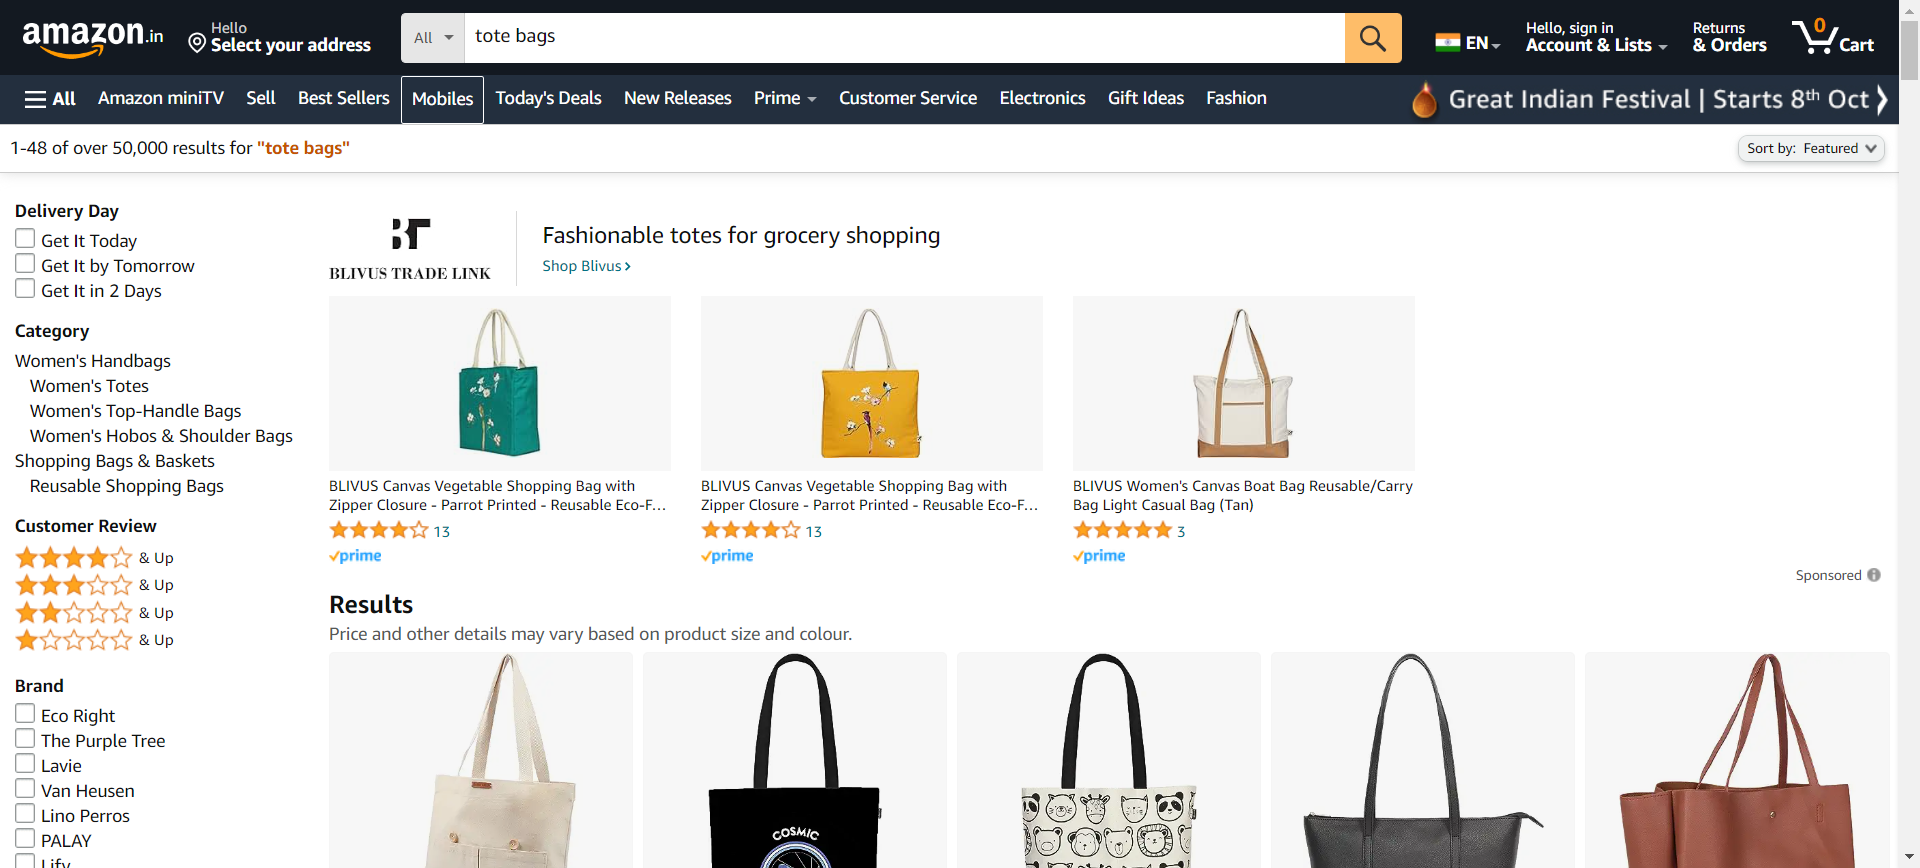 amazon.in
Hello
Select your address
All
tote bags
EN
Hello, sign in
Account & Lists
Returns
& Orders
0
Cart
All
Amazon miniTV
Sell
Best Sellers
Mobiles
Today's Deals
New Releases
Prime
Customer Service
Electronics
Gift Ideas
Fashion
Great Indian Festival | Starts 8th Oct
1-48 of over 50,000 results for "tote bags"
Sort by: Featured
Delivery Day
Get It Today
Get It by Tomorrow
Get It in 2 Days
Category
Women's Handbags
Women's Totes
Women's Top-Handle Bags
Women's Hobos & Shoulder Bags
Shopping Bags & Baskets
Reusable Shopping Bags
Customer Review
& Up
& Up
& Up
& Up
Brand
Eco Right
The Purple Tree
Lavie
Van Heusen
Lino Perros
PALAY
Lify
BT
BLIVUS TRADE LINK
Fashionable totes for grocery shopping
Shop Blivus
BLIVUS Canvas Vegetable Shopping Bag with
Zipper Closure - Parrot Printed - Reusable Eco-F…
13
prime
BLIVUS Canvas Vegetable Shopping Bag with
Zipper Closure - Parrot Printed - Reusable Eco-F…
13
prime
BLIVUS Women's Canvas Boat Bag Reusable/Carry
Bag Light Casual Bag (Tan)
3
prime
Sponsored
Results
Price and other details may vary based on product size and colour.
COSMIC